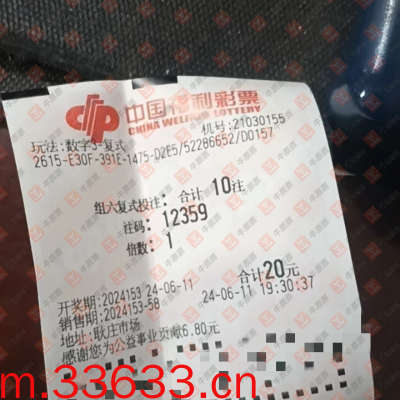 中国福利彩票
CHINA WELFARE LOTTERY
机号:21030155
玩法:数字3-复式
2615-E30F-391E-1475-D2E5/52286652/D0157
组六复式投注: 合计 10注
注码: 12359
倍数: 1
合计20元
开奖期:2024153 24-06-11
销售期:2024153-58 24-06-11 19:30:37
地址:耿庄市场
感谢您为公益事业贡献6.80元
m.33633.cn